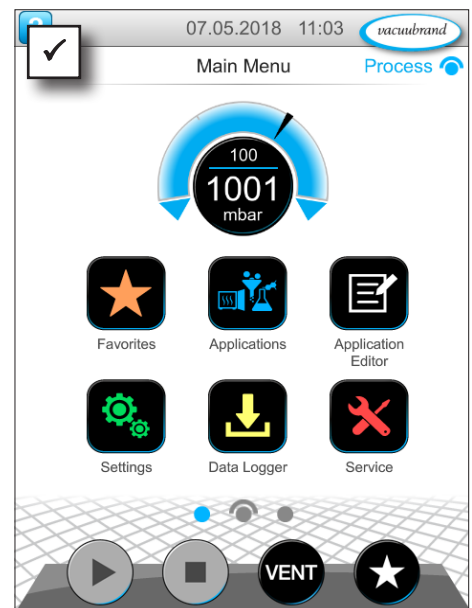 07.05.2018 11:03 vacuubrand
Main Menu Process
100
1001
mbar
Favorites Applications Application
Editor
Settings Data Logger Service
VENT